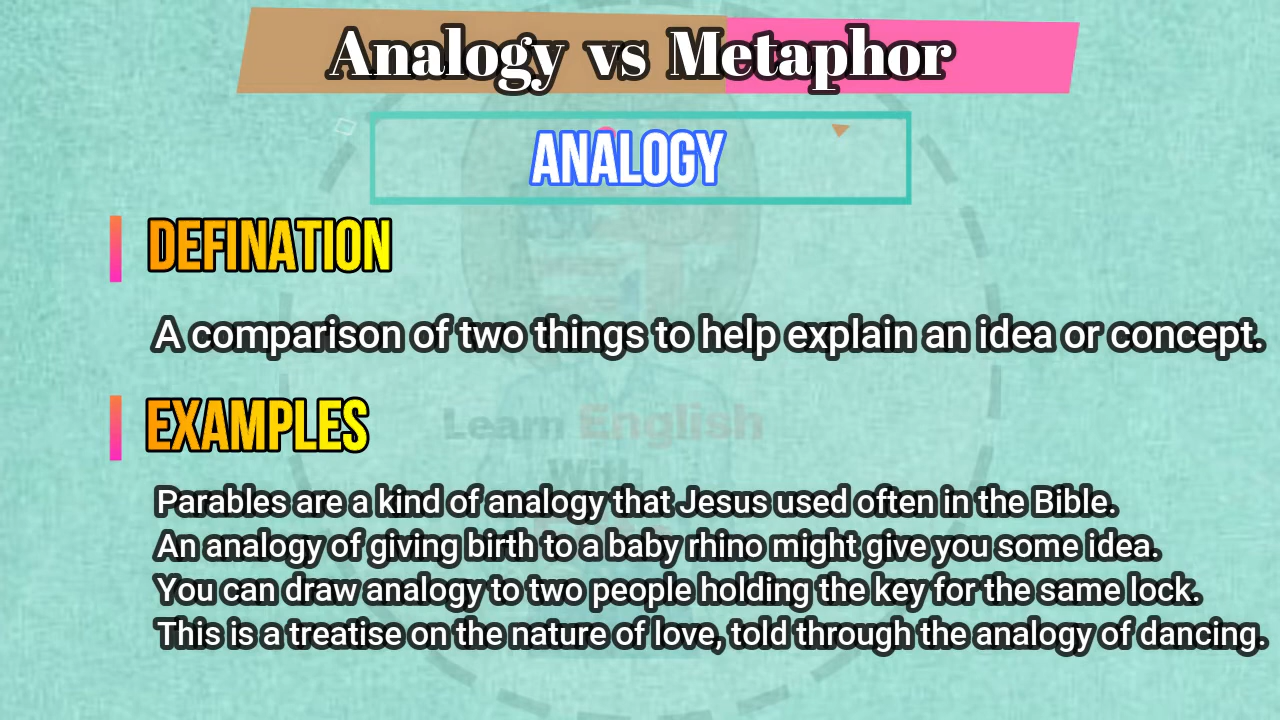 Analogy vs Metaphor
ANALOGY
DEFINATION
A comparison of two things to help explain an idea or concept.
EXAMPLES
Learn English
With
Parables are a kind of analogy that Jesus used often in the Bible.
An analogy of giving birth to a baby rhino might give you some idea.
You can draw analogy to two people holding the key for the same lock.
This is a treatise on the nature of love, told through the analogy of dancing.